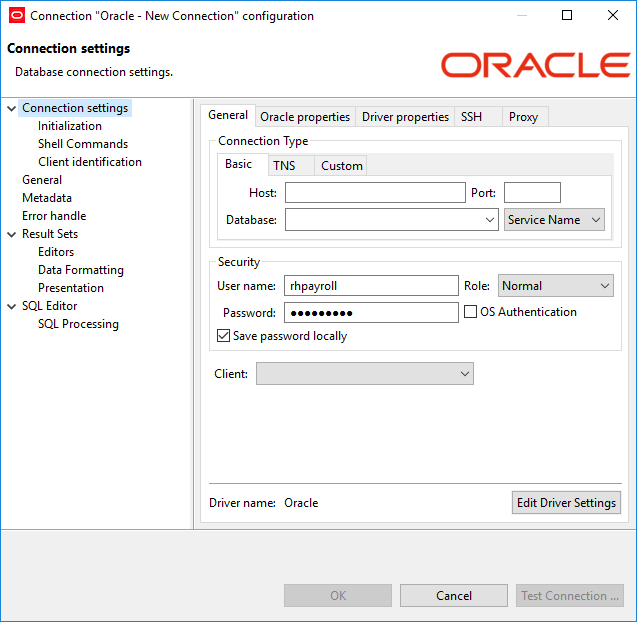 Connection "Oracle - New Connection" configuration
Connection settings
Database connection settings.
ORACLE
Connection settings
Initialization
Shell Commands
Client identification
General
Metadata
Error handle
Result Sets
Editors
Data Formatting
Presentation
SQL Editor
SQL Processing
General Oracle properties Driver properties SSH Proxy
Connection Type
Basic TNS Custom
Host: Port:
Database: Service Name
Security
User name: rhpayroll Role: Normal
Password: ●●●●●●●●● OS Authentication
Save password locally
Client:
Driver name: Oracle Edit Driver Settings
OK Cancel Test Connection ...